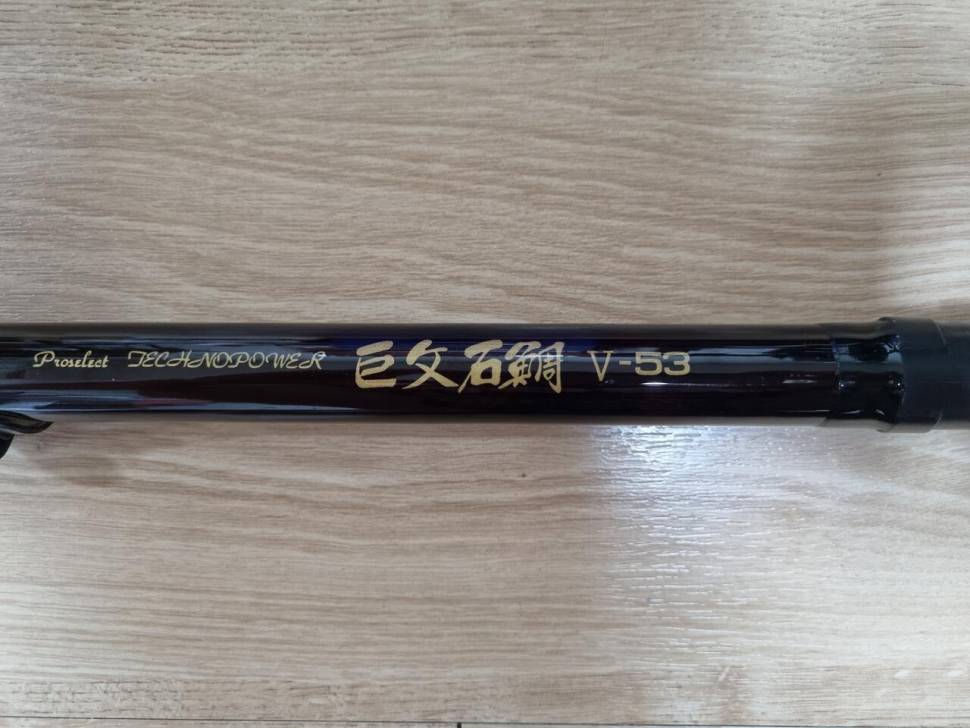 Proselect TECHNOPOWER 巨文石鯛 V-53